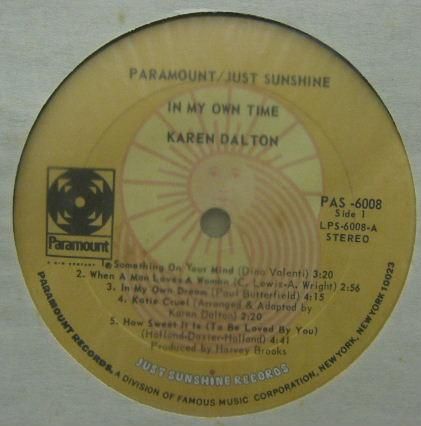 PARAMOUNT/JUST SUNSHINE
IN MY OWN TIME
KAREN DALTON
PAS -6008
Side 1
LPS-6008-A
STEREO
Paramount
A G+W COMPANY
1. Something On Your Mind (Dino Valenti) 3:20
2. When A Man Loves A Woman (C. Lewis-A. Wright) 2:56
3. In My Own Dream (Paul Butterfield) 4:15
4. Katie Cruel (Arranged & Adapted by
Karen Dalton) 2:20
5. How Sweet It Is (To Be Loved By You)
(Holland-Dozier-Holland) 4:41
Produced by Harvey Brooks
JUST SUNSHINE RECORDS
PARAMOUNT RECORDS, A DIVISION OF FAMOUS MUSIC CORPORATION, NEW YORK, NEW YORK 10023